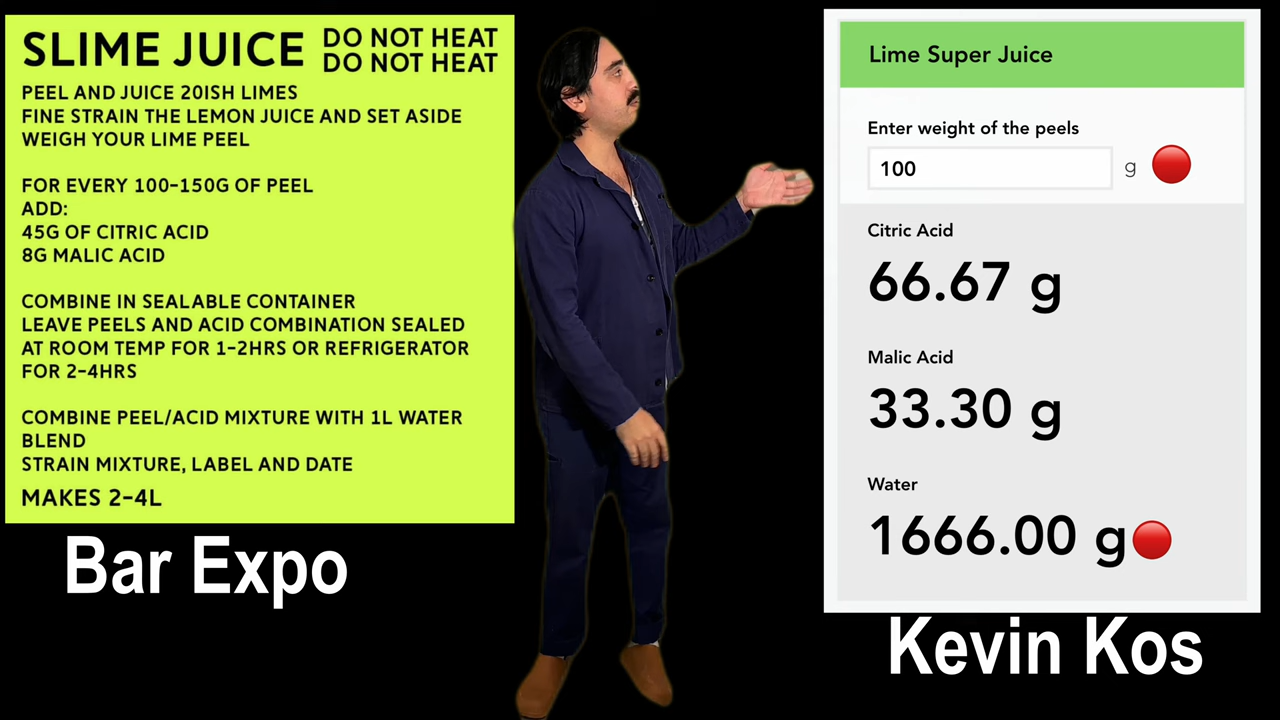 SLIME JUICE
DO NOT HEAT
DO NOT HEAT
PEEL AND JUICE 20ISH LIMES
FINE STRAIN THE LEMON JUICE AND SET ASIDE
WEIGH YOUR LIME PEEL
FOR EVERY 100-150G OF PEEL
ADD:
45G OF CITRIC ACID
8G MALIC ACID
COMBINE IN SEALABLE CONTAINER
LEAVE PEELS AND ACID COMBINATION SEALED
AT ROOM TEMP FOR 1-2HRS OR REFRIGERATOR
FOR 2-4HRS
COMBINE PEEL/ACID MIXTURE WITH 1L WATER
BLEND
STRAIN MIXTURE, LABEL AND DATE
MAKES 2-4L
Bar Expo
Lime Super Juice
Enter weight of the peels
100 g
Citric Acid
66.67 g
Malic Acid
33.30 g
Water
1666.00 g
Kevin Kos